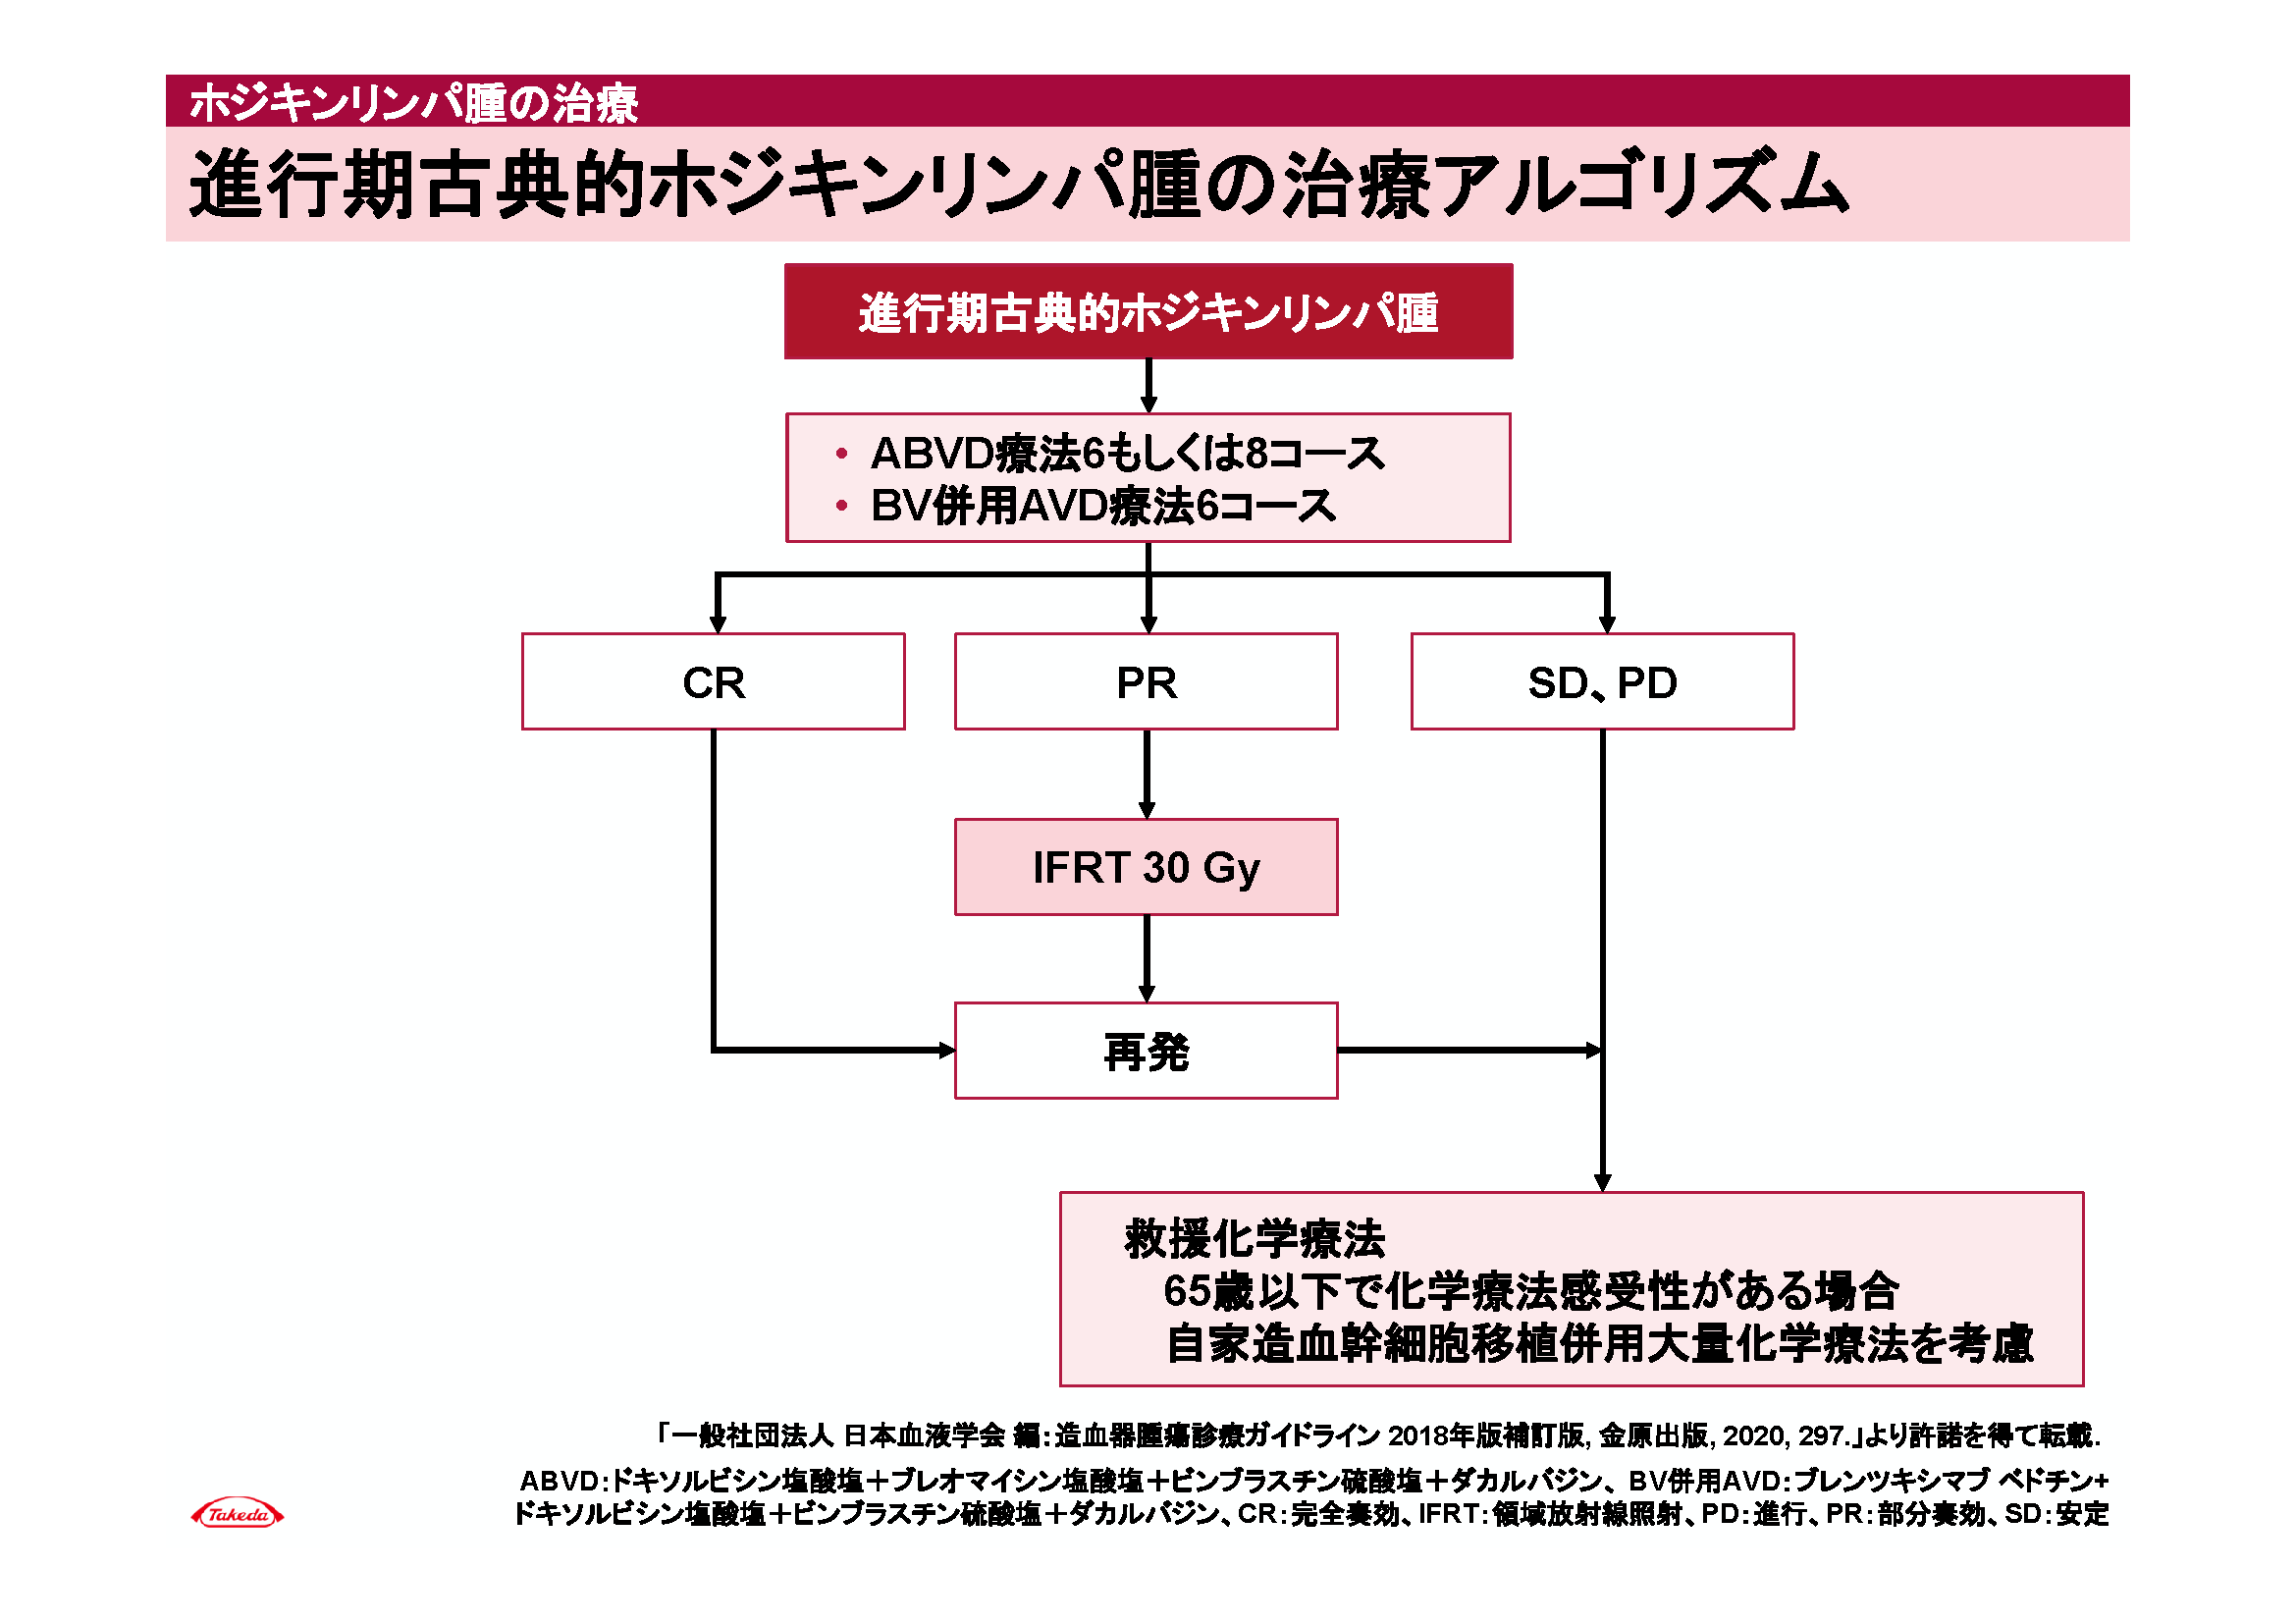 ホジキンリンパ腫の治療
進行期古典的ホジキンリンパ腫の治療アルゴリズム
進行期古典的ホジキンリンパ腫
• ABVD療法6もしくは8コース
• BV併用AVD療法6コース
CR
PR
SD、PD
IFRT 30 Gy
再発
救援化学療法
65歳以下で化学療法感受性がある場合
自家造血幹細胞移植併用大量化学療法を考慮
「一般社団法人 日本血液学会 編：造血器腫瘍診療ガイドライン 2018年版補訂版, 金原出版, 2020, 297.」より許諾を得て転載.
ABVD：ドキソルビシン塩酸塩＋ブレオマイシン塩酸塩＋ビンブラスチン硫酸塩＋ダカルバジン、BV併用AVD：ブレンツキシマブ ベドチン+
ドキソルビシン塩酸塩＋ビンブラスチン硫酸塩＋ダカルバジン、CR：完全奏効、IFRT：領域放射線照射、PD：進行、PR：部分奏効、SD：安定
Takeda